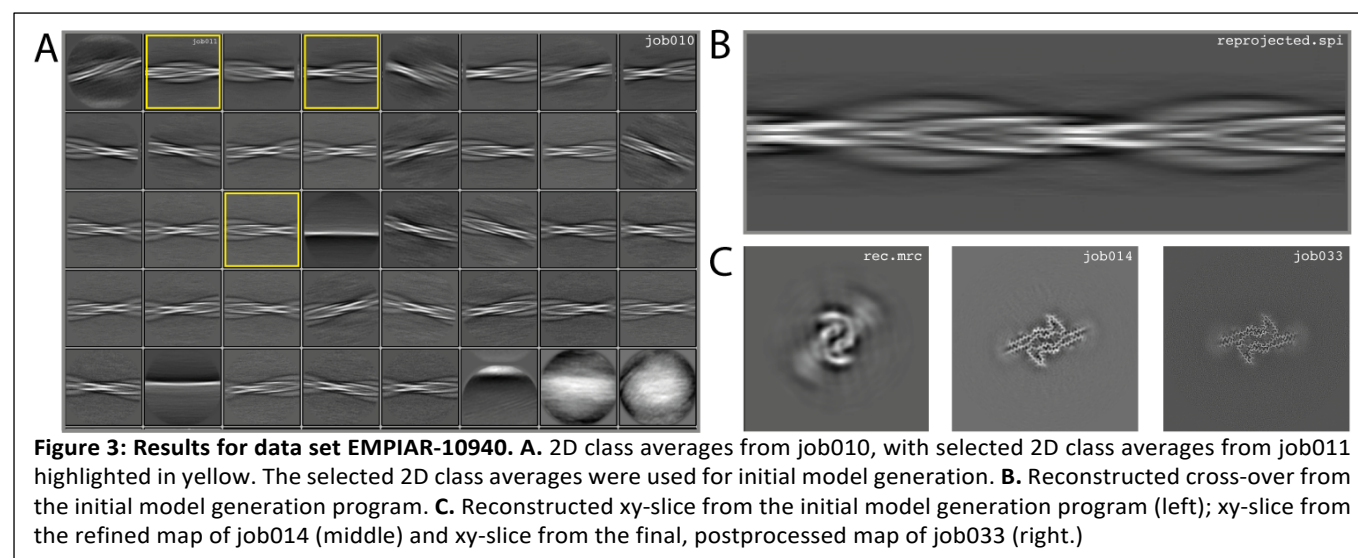 A
job011
job010
B
reprojected.spi
C
rec.mrc
job014
job033
Figure 3: Results for data set EMPIAR-10940. A. 2D class averages from job010, with selected 2D class averages from job011
highlighted in yellow. The selected 2D class averages were used for initial model generation. B. Reconstructed cross-over from
the initial model generation program. C. Reconstructed xy-slice from the initial model generation program (left); xy-slice from
the refined map of job014 (middle) and xy-slice from the final, postprocessed map of job033 (right.)